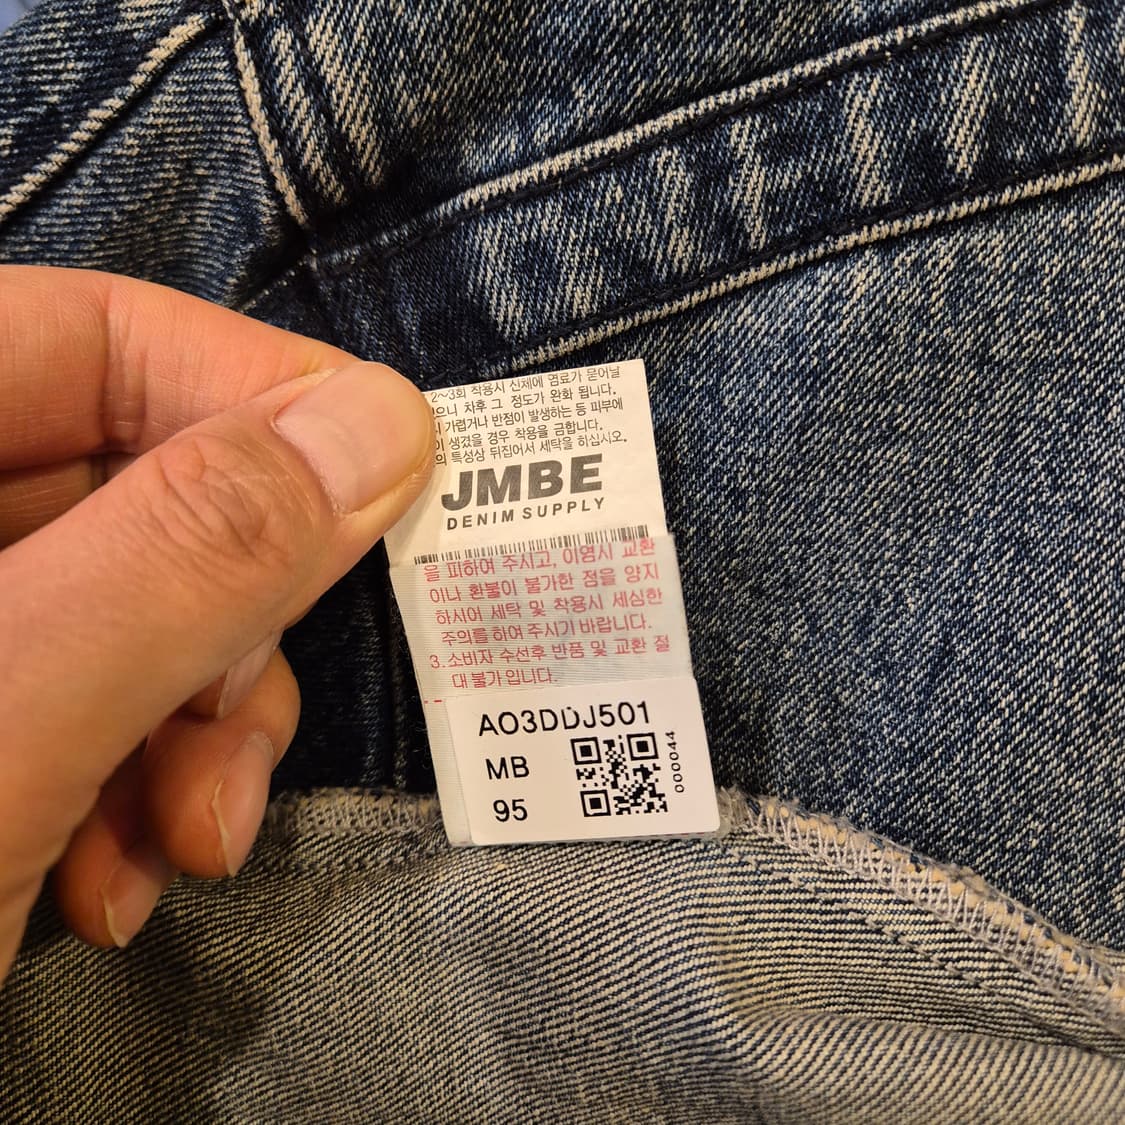 2~3회 착용시 신체에 염료가 묻어날
으니 차후 그 정도가 완화 됩니다.
가렵거나 반점이 발생하는 등 피부에
이 생겼을 경우 착용을 금합니다.
의 특성상 뒤집어서 세탁을 하십시오.
JMBE
DENIM SUPPLY
을 피하여 주시고, 이염시 교환
이나 환불이 불가한 점을 양지
하시어 세탁 및 착용시 세심한
주의를 하여 주시기 바랍니다.
3. 소비자 수선후 반품 및 교환 절
대 불가 입니다.
AO3DDJ501
MB
95
000044